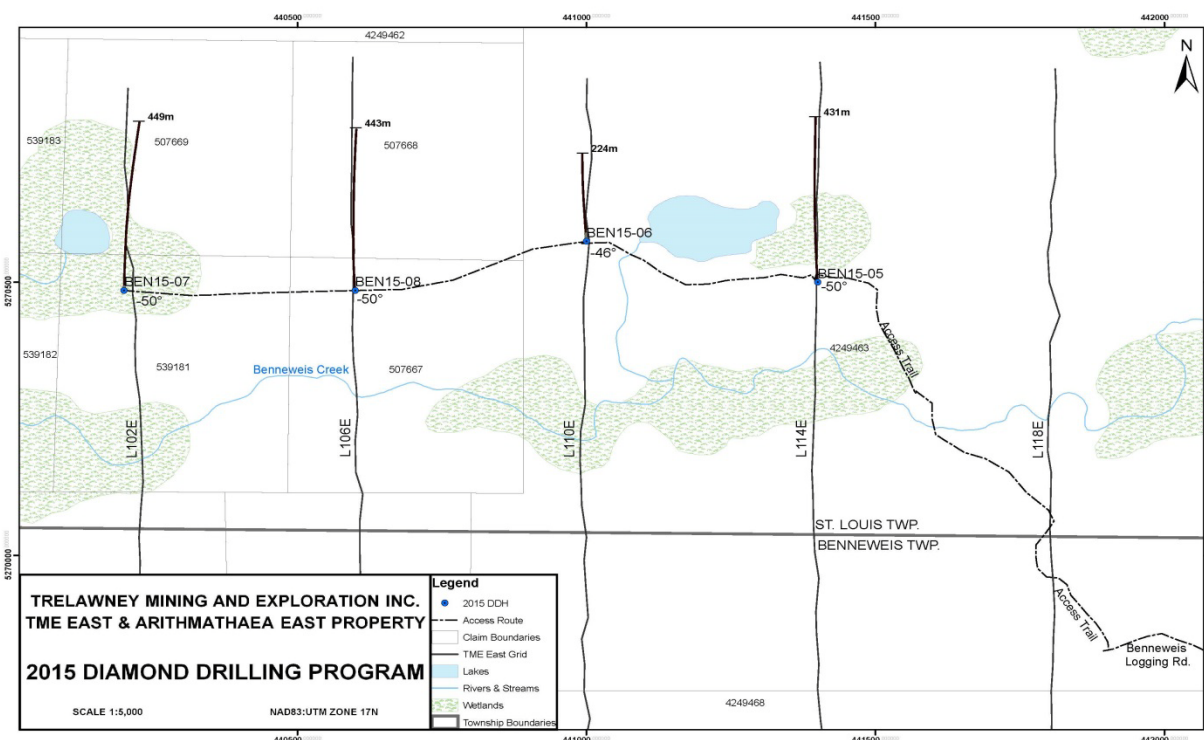 440500
441000
441500
442000
4249462
N
449m
443m
431m
539183
507669
507668
224m
BEN15-06
-46°
BEN15-07
-50°
BEN15-08
-50°
BEN15-05
-50°
5270500
Access Trail
539182
539181
Benneweis Creek
507667
4249463
L102E
L106E
L110E
L114E
L118E
ST. LOUIS TWP.
BENNEWEIS TWP.
5270000
Access Trail
Benneweis
Logging Rd.
4249468
TRELAWNEY MINING AND EXPLORATION INC.
TME EAST & ARITHMATHAEA EAST PROPERTY
2015 DIAMOND DRILLING PROGRAM
SCALE 1:5,000
NAD83:UTM ZONE 17N
Legend
2015 DDH
Access Route
Claim Boundaries
TME East Grid
Lakes
Rivers & Streams
Wetlands
Township Boundaries
440500
441000
441500
442000